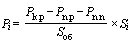 Pᵢ = (Pкр − Pпр − Pпп) / Sоб × Sᵢ